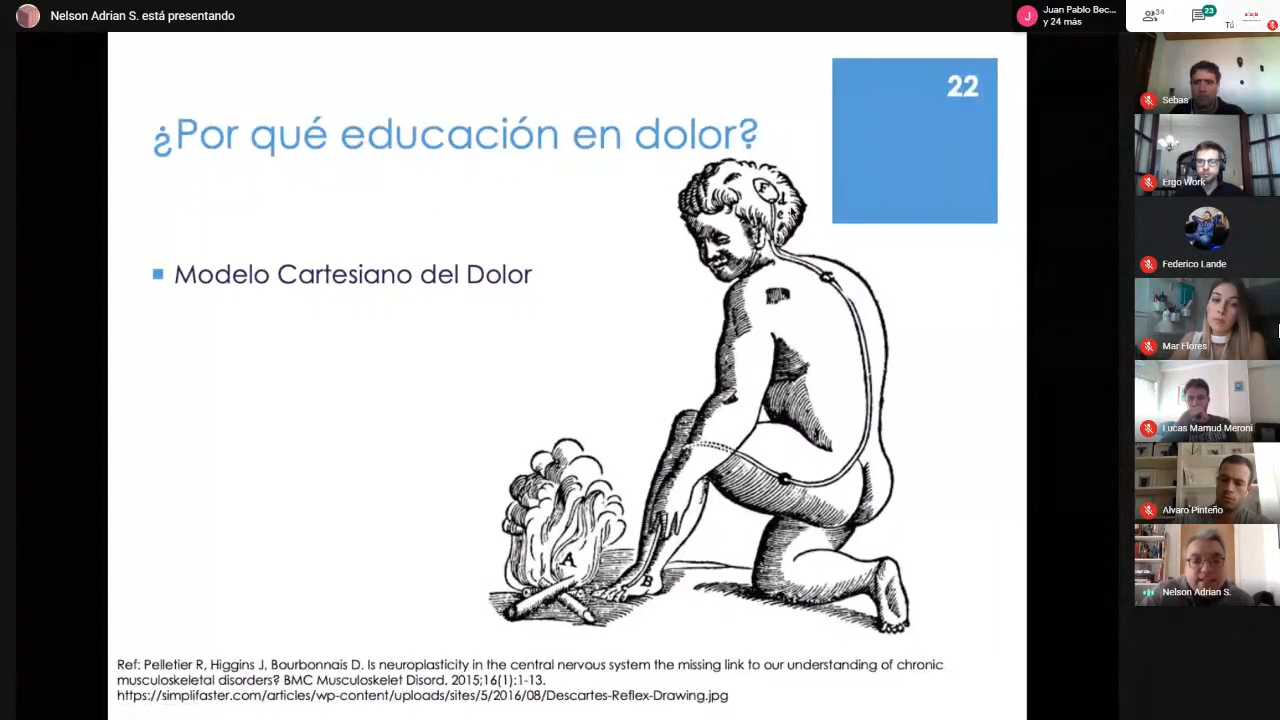 Nelson Adrian S. está presentando
J
Juan Pablo Bec...
y 24 más
34
23
Tú
22
¿Por qué educación en dolor?
Modelo Cartesiano del Dolor
F
A
B
Ref: Pelletier R, Higgins J, Bourbonnais D. Is neuroplasticity in the central nervous system the missing link to our understanding of chronic
musculoskeletal disorders? BMC Musculoskelet Disord. 2015;16(1):1-13.
https://simplifaster.com/articles/wp-content/uploads/sites/5/2016/08/Descartes-Reflex-Drawing.jpg
Sebas
Ergo Work
Federico Lande
Mar Flores
Lucas Mamud Meroni
Alvaro Pinteño
Nelson Adrian S.